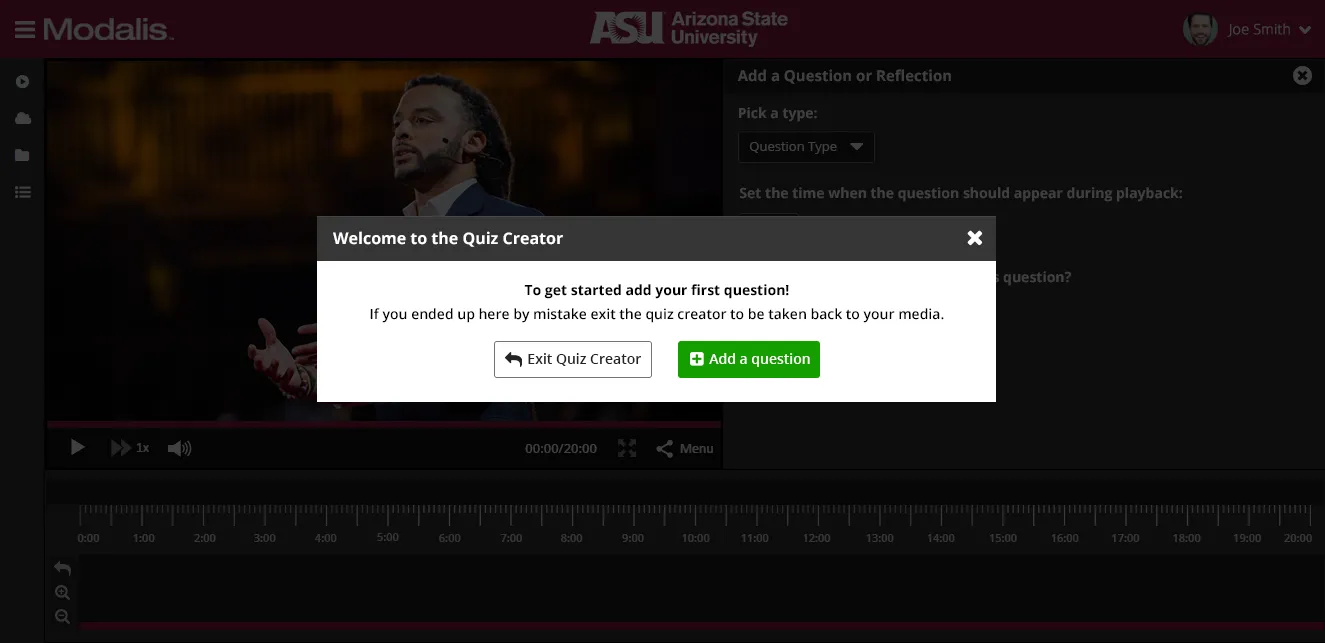 Modalis™
ASU Arizona State
University
Joe Smith
Add a Question or Reflection
Pick a type:
Question Type
Set the time when the question should appear during playback:
s question?
Welcome to the Quiz Creator
To get started add your first question!
If you ended up here by mistake exit the quiz creator to be taken back to your media.
Exit Quiz Creator
Add a question
1x
00:00/20:00
Menu
0:00 1:00 2:00 3:00 4:00 5:00 6:00 7:00 8:00 9:00 10:00 11:00 12:00 13:00 14:00 15:00 16:00 17:00 18:00 19:00 20:00